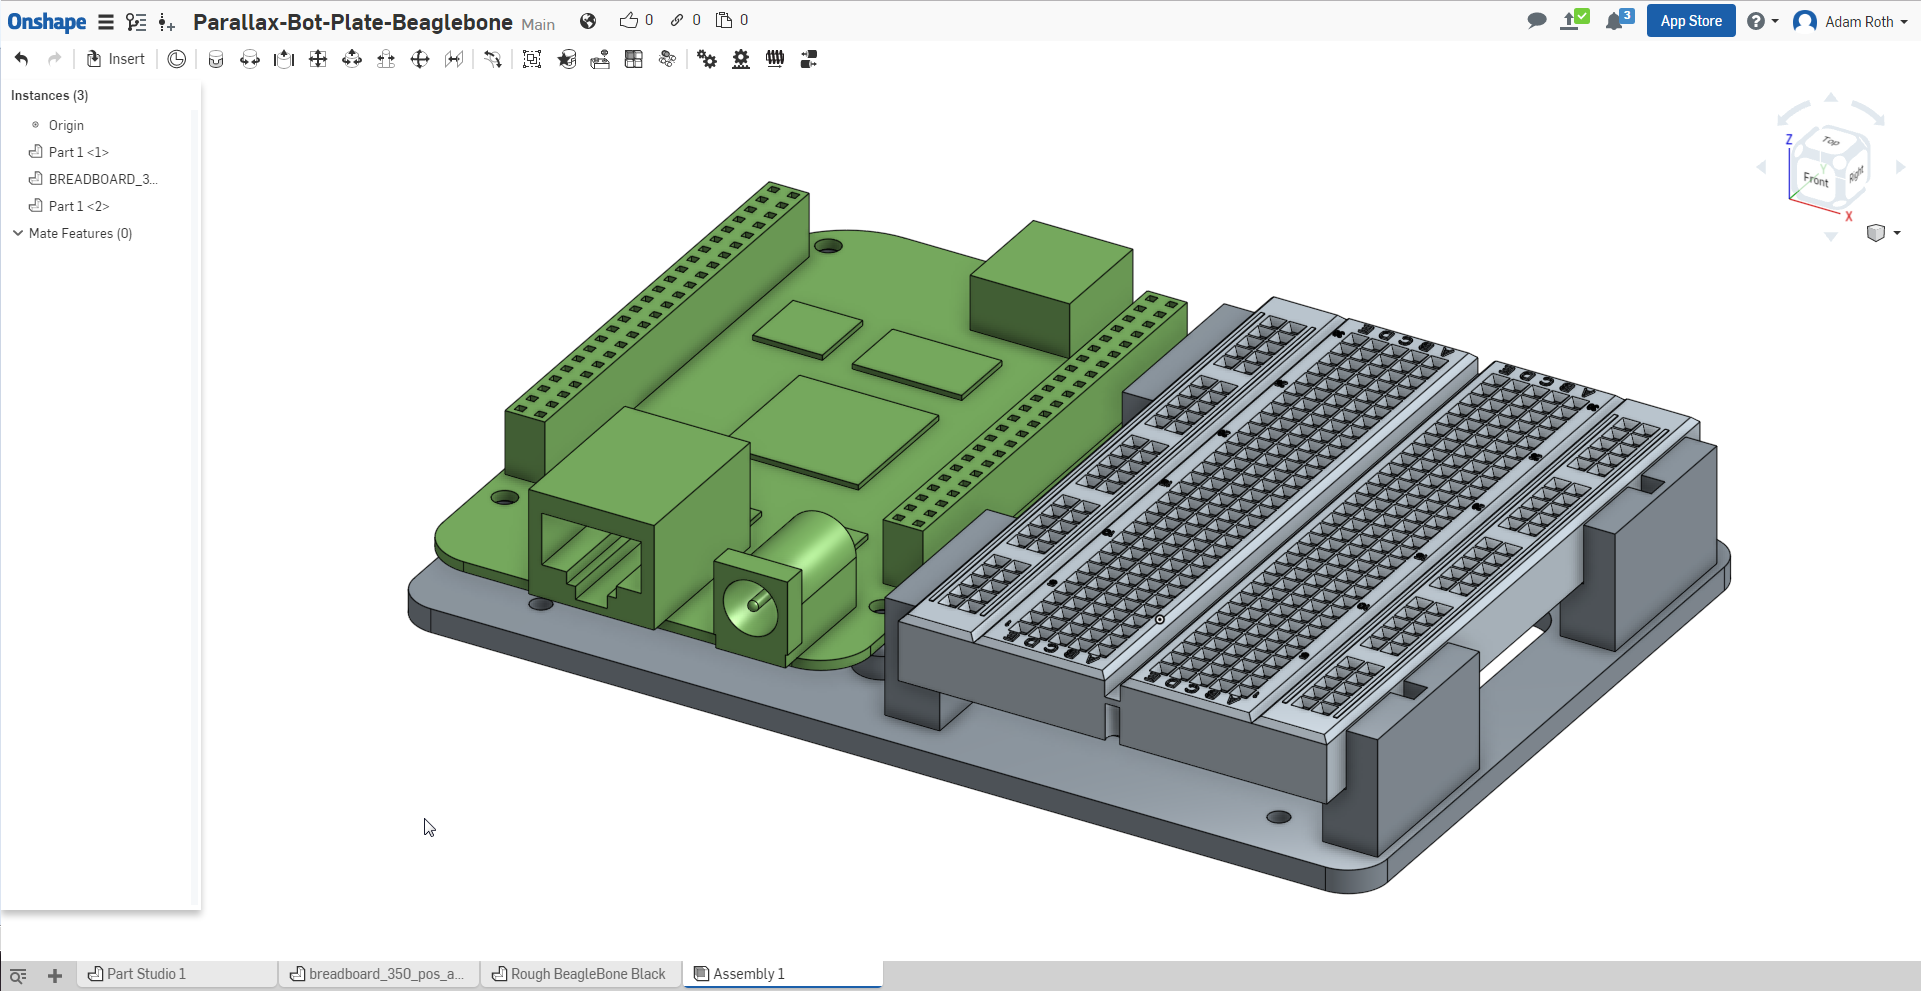 Onshape Parallax-Bot-Plate-Beaglebone Main 0 0 0 3 App Store Adam Roth
Insert
Instances (3)
Origin
Part 1 <1>
BREADBOARD_3...
Part 1 <2>
Mate Features (0)
Z
Top
Y
Front
Right
X
A B C D E
A B C D E
A B C D E
A B C D E
Part Studio 1 breadboard_350_pos_a... Rough BeagleBone Black Assembly 1